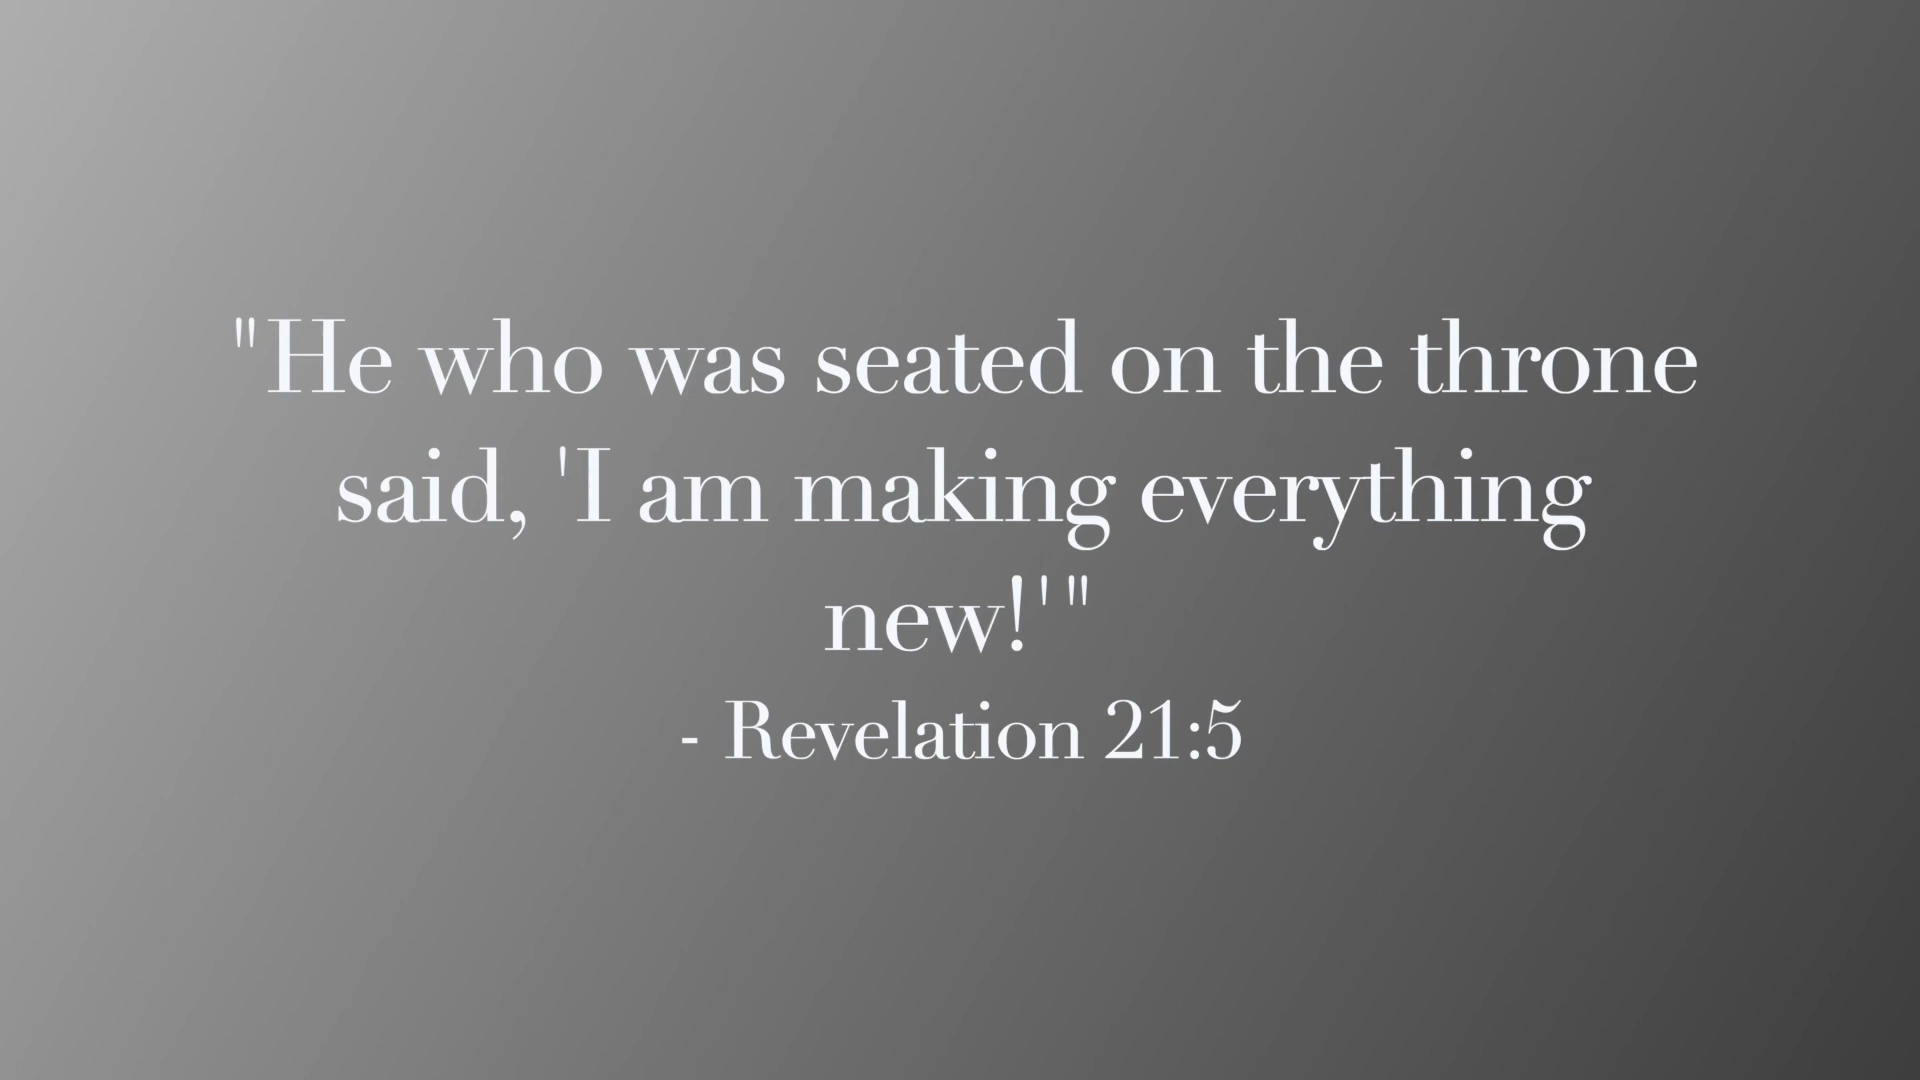 "He who was seated on the throne
said, 'I am making everything
new!' "
- Revelation 21:5